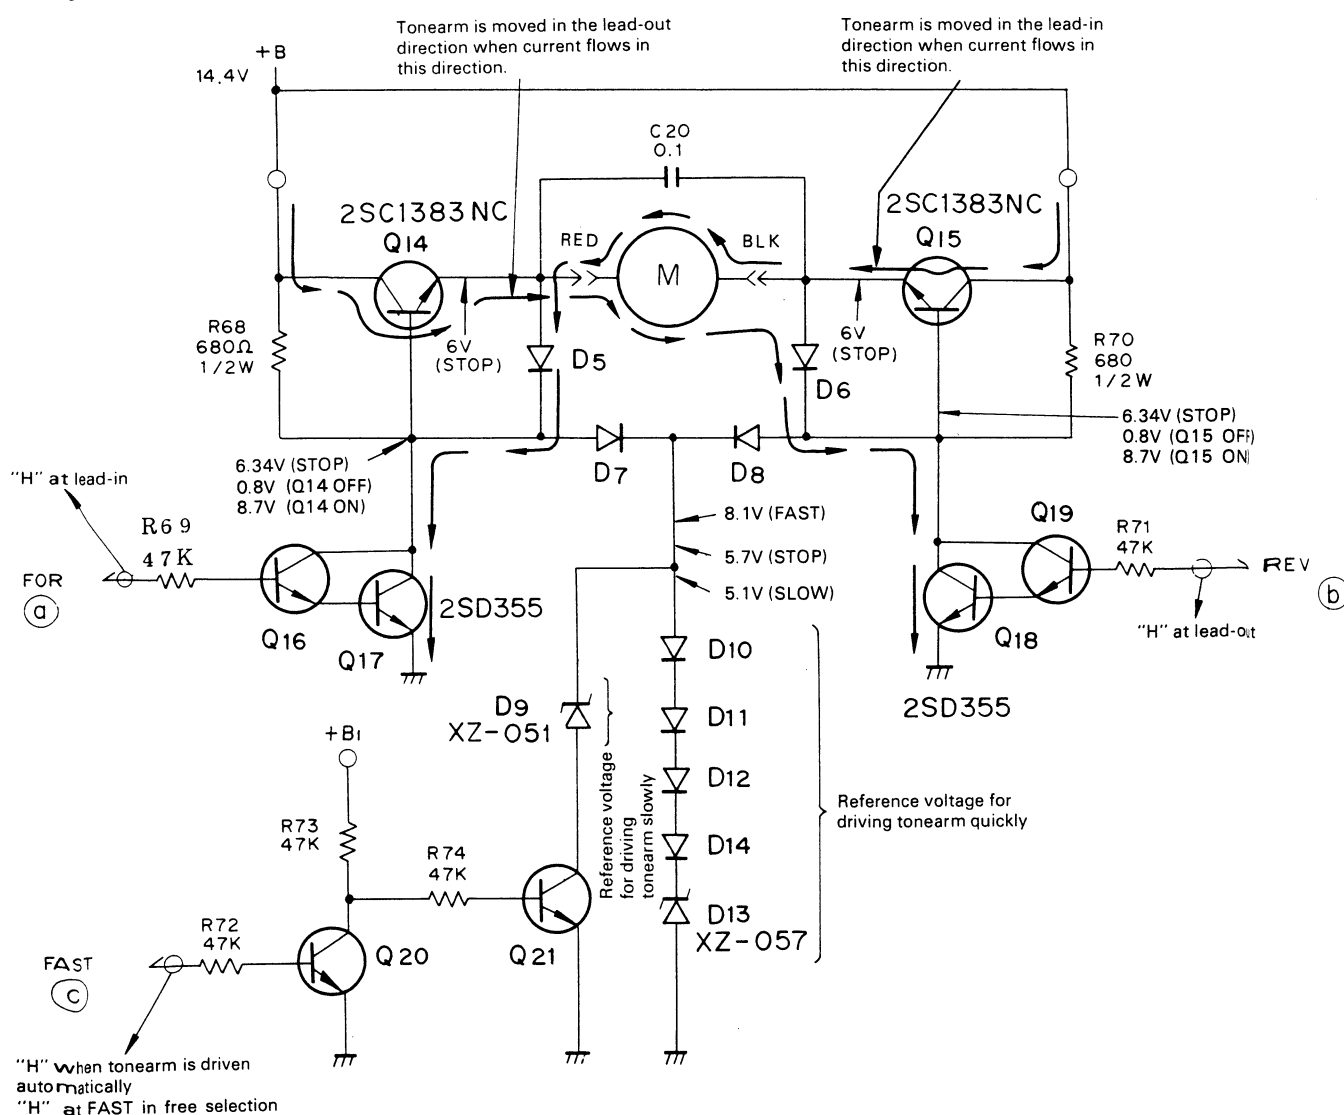 Tonearm is moved in the lead-out
direction when current flows in
this direction.
Tonearm is moved in the lead-in
direction when current flows in
this direction.
+B
14.4V
C20
0.1
2SC1383NC
Q14
RED
BLK
2SC1383NC
Q15
M
R68
680Ω
1/2W
6V
(STOP)
D5
6V
(STOP)
D6
R70
680
1/2W
6.34V (STOP)
0.8V (Q15 OFF)
8.7V (Q15 ON
6.34V (STOP)
0.8V (Q14 OFF)
8.7V (Q14 ON)
D7
D8
"H" at lead-in
R69
47K
FOR
a
Q16
Q17
2SD355
8.1V (FAST)
5.7V (STOP)
5.1V (SLOW)
Q19
R71
47K
REV
b
"H" at lead-out
Q18
2SD355
D10
D11
D12
D14
D13
XZ-057
D9
XZ-051
Reference voltage
for driving
tonearm slowly
Reference voltage for
driving tonearm quickly
+B1
R73
47K
R74
47K
Q21
R72
47K
Q20
FAST
c
"H" when tonearm is driven
automatically
"H" at FAST in free selection